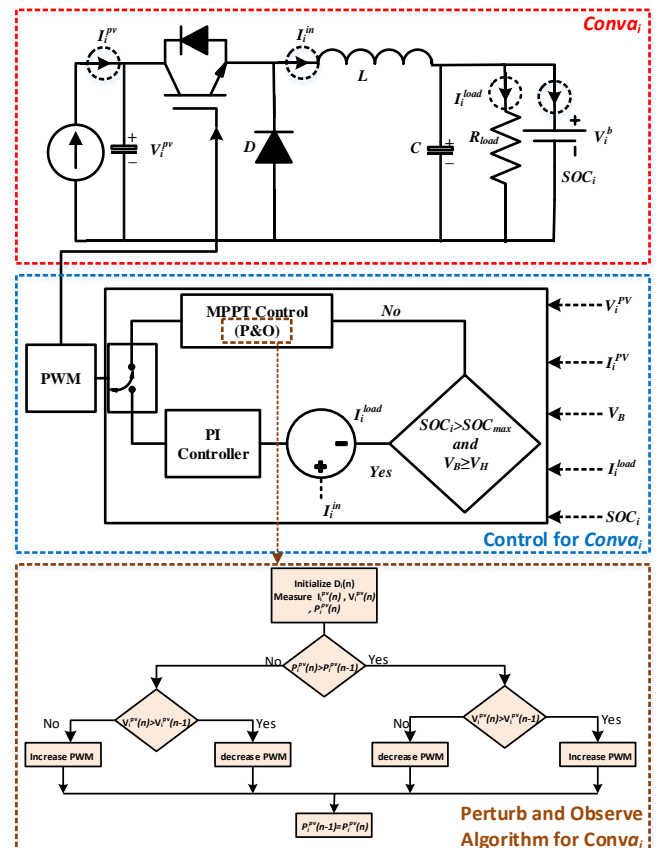 Conva_i
I_i^pv
I_i^in
L
V_i^pv
D
C
I_i^load
R_load
V_i^b
SOC_i
+
−
+
−
+
−
MPPT Control
(P&O)
No
PWM
PI
Controller
I_i^load
−
+
I_i^in
Yes
SOC_i>SOC_max
and
V_B≥V_H
V_i^PV
I_i^PV
V_B
I_i^load
SOC_i
Control for Conva_i
Initialize D_i(n)
Measure I_i^pv(n) , V_i^pv(n)
, P_i^pv(n)
No
P_i^pv(n)>P_i^pv(n-1)
Yes
No
V_i^pv(n)>V_i^pv(n-1)
Yes
No
V_i^pv(n)>V_i^pv(n-1)
Yes
Increase PWM
decrease PWM
decrease PWM
Increase PWM
P_i^pv(n-1)=P_i^pv(n)
Perturb and Observe
Algorithm for Conva_i